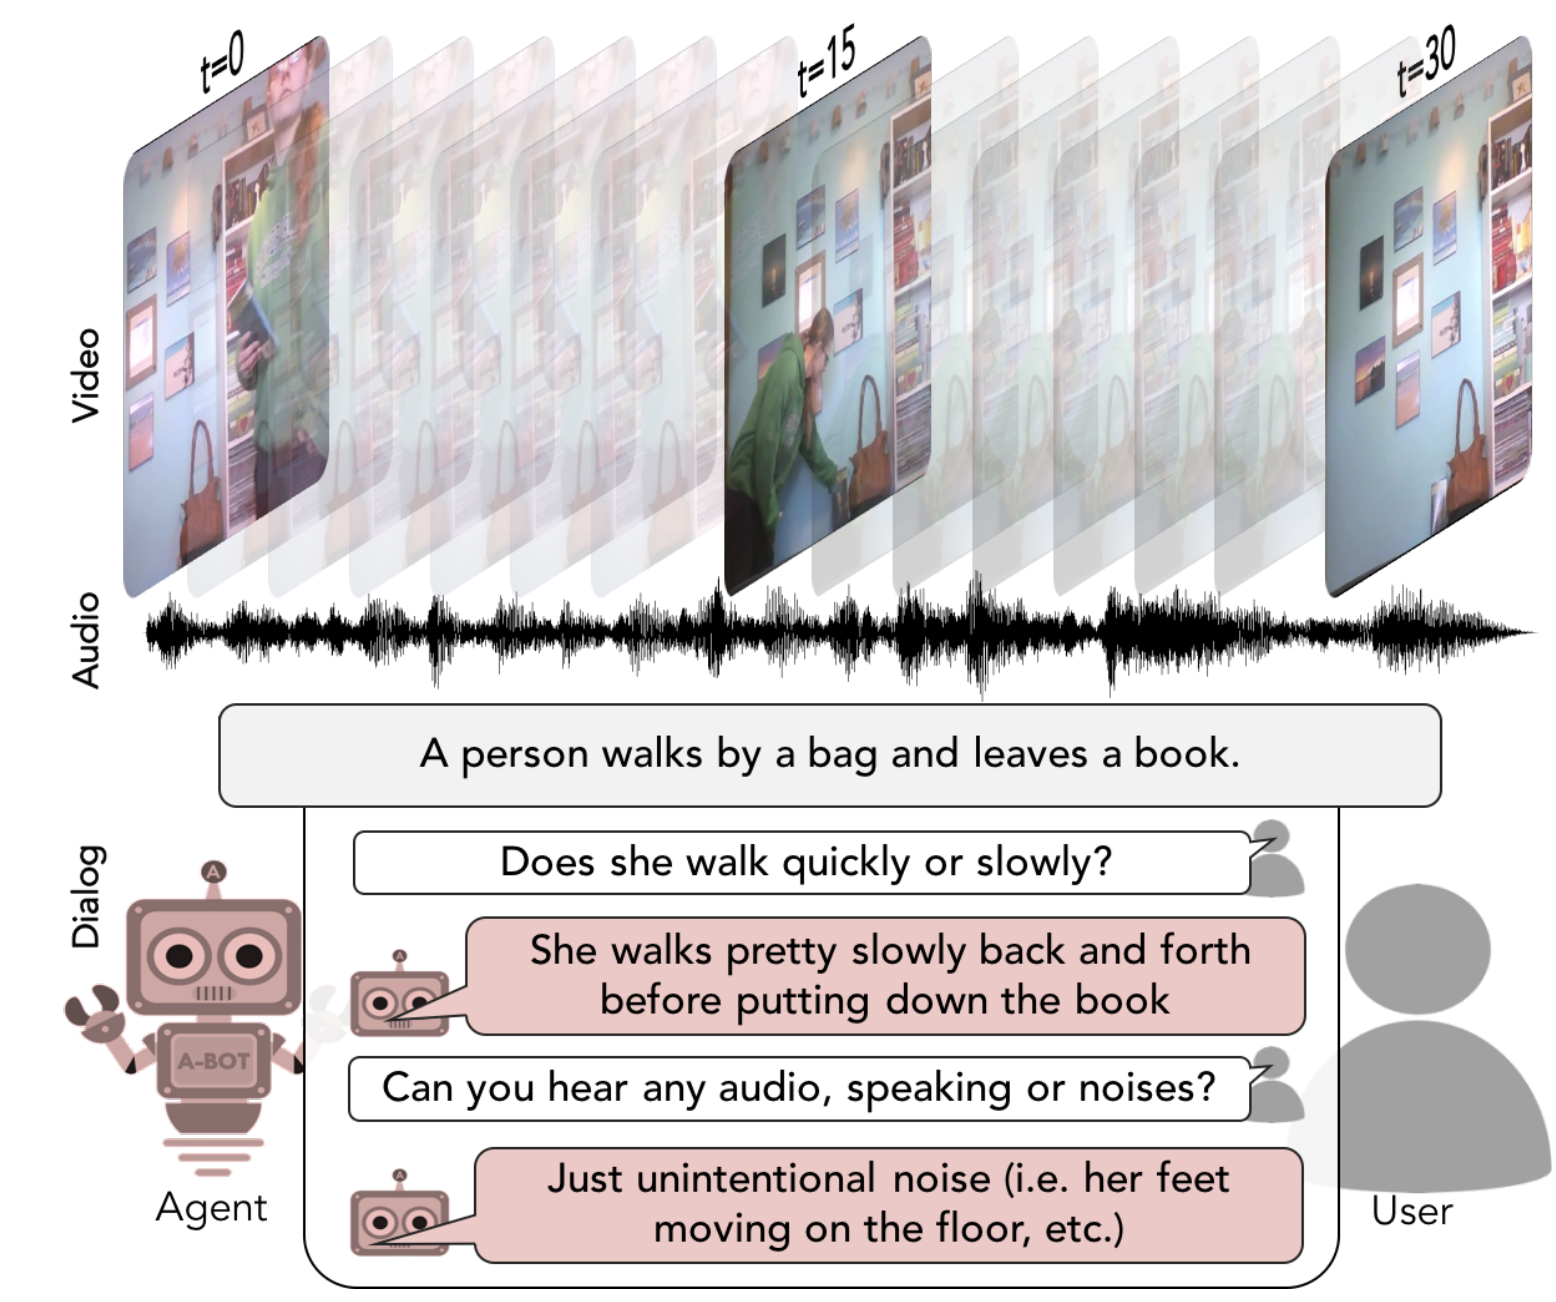 t=0
t=15
t=30
Video
Audio
A person walks by a bag and leaves a book.
Dialog
Does she walk quickly or slowly?
A
She walks pretty slowly back and forth
before putting down the book
A
A-BOT
Can you hear any audio, speaking or noises?
Just unintentional noise (i.e. her feet
moving on the floor, etc.)
A
Agent
User